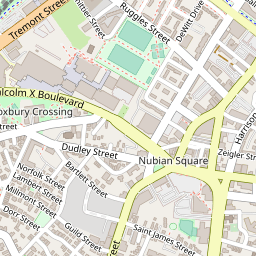 Tremont Street
Ruggles Street
DeWitt Drive
Malcolm X Boulevard
Roxbury Crossing
Harrison
Dudley Street
Nubian Square
Zeigler Street
Norfolk Street
Bartlett Street
Lambert Street
Millmont Street
Dorr Street
Guild Street
Saint James Street
Street